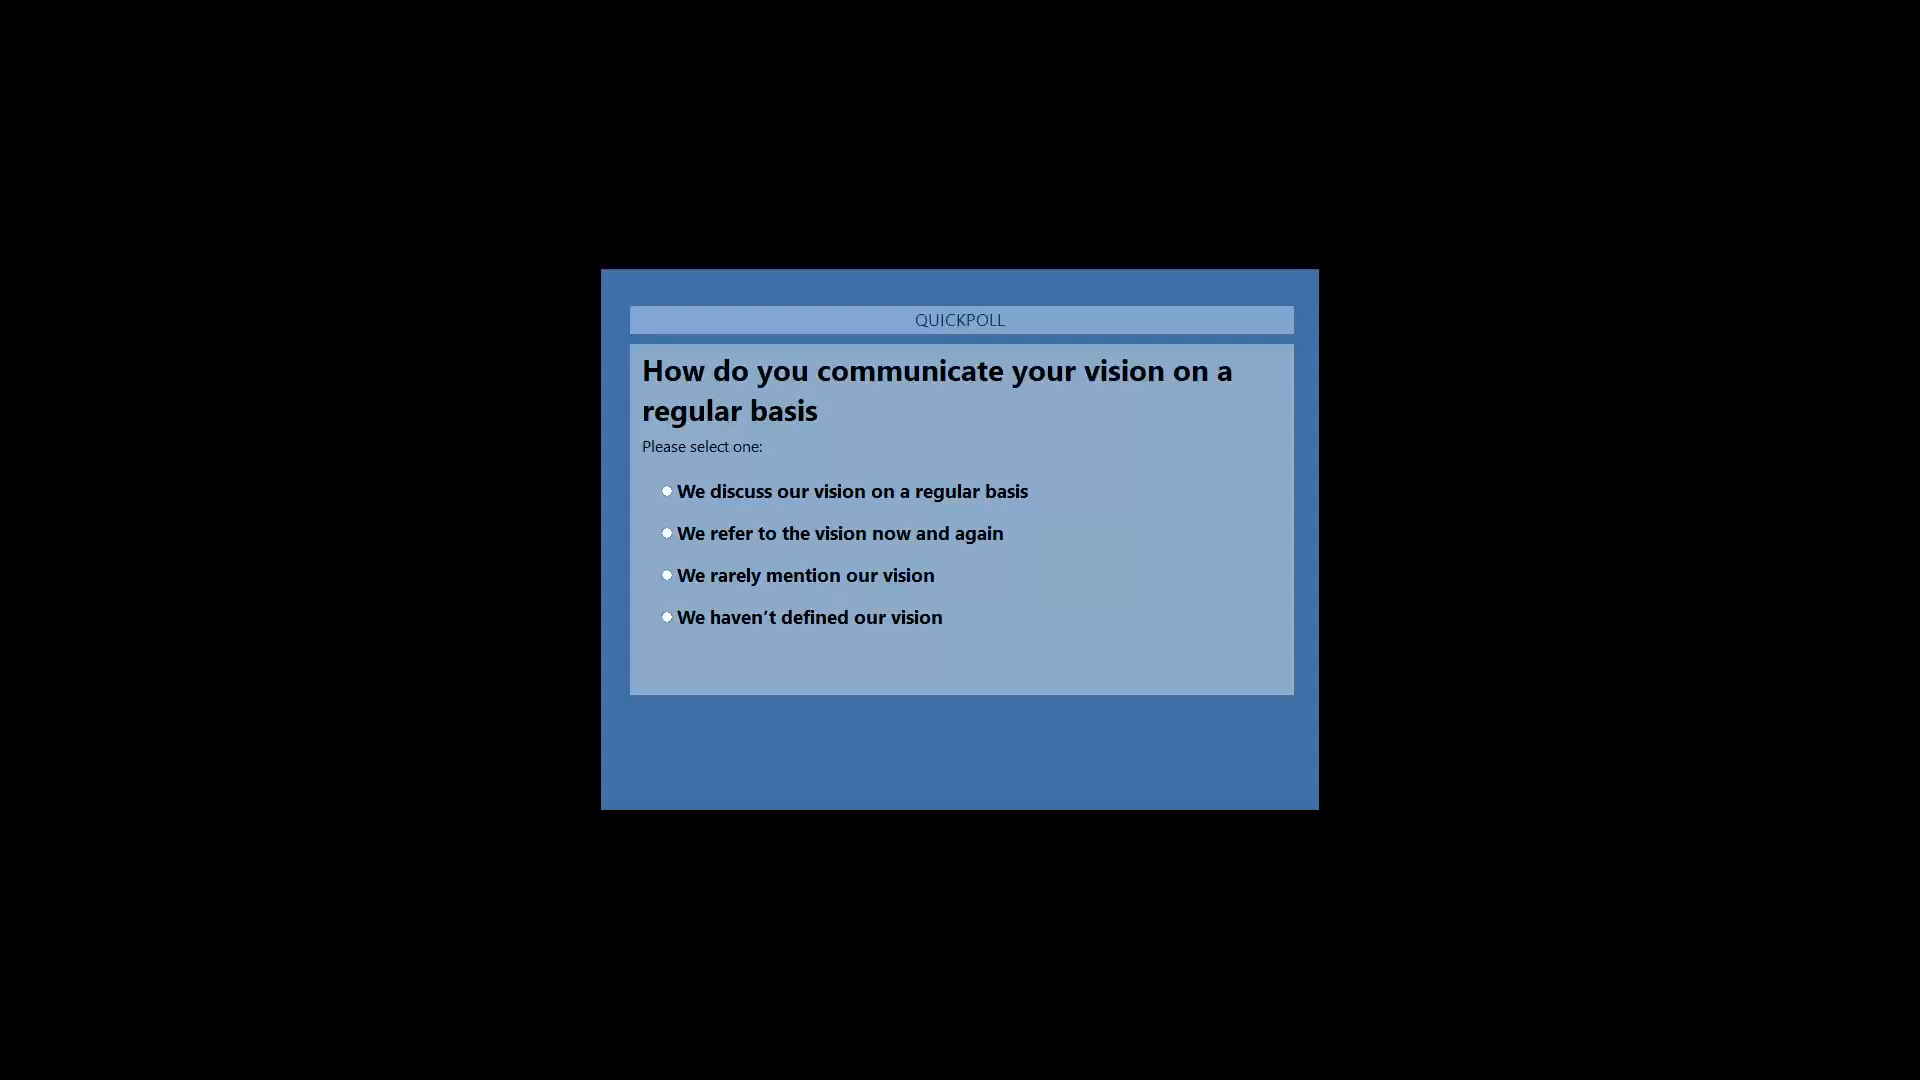 QUICKPOLL
How do you communicate your vision on a
regular basis
Please select one:
We discuss our vision on a regular basis
We refer to the vision now and again
We rarely mention our vision
We haven’t defined our vision